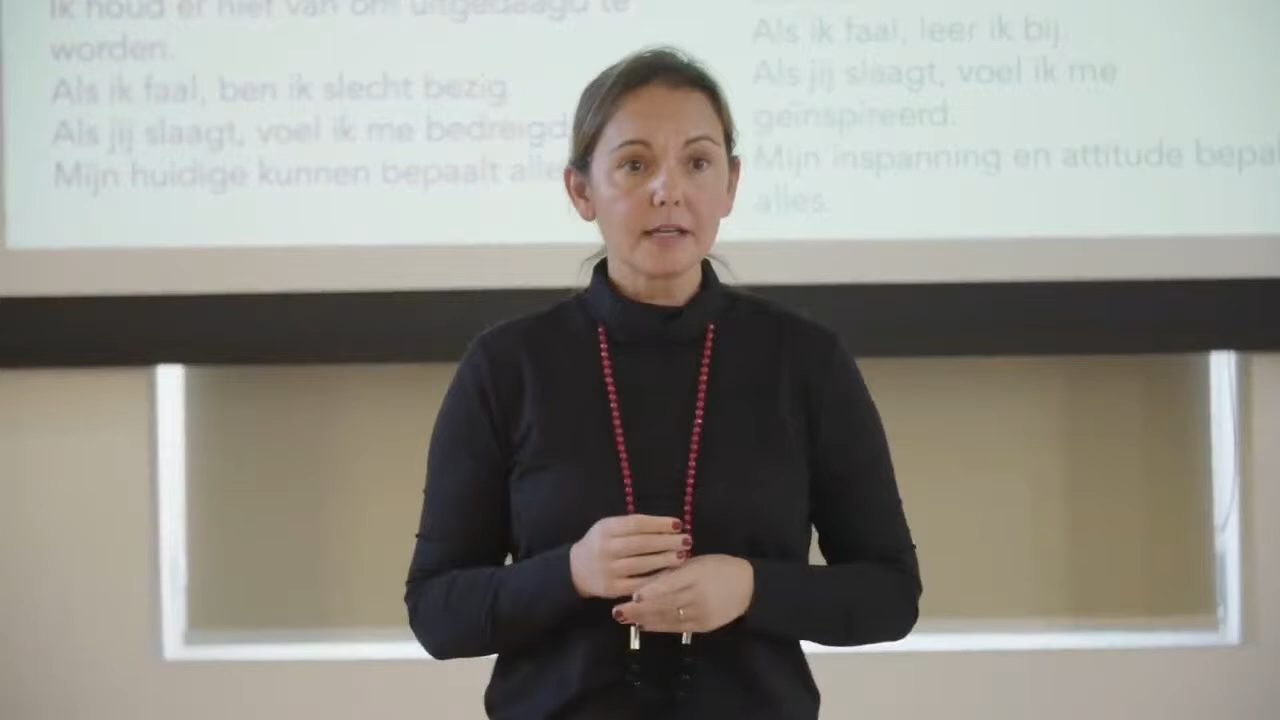 Ik houd er niet van om uitgedaagd te
worden.
Als ik faal, ben ik slecht bezig
Als jij slaagt, voel ik me bedreigd
Mijn huidige kunnen bepaalt
Als ik faal, leer ik bij.
Als jij slaagt, voel ik me
geïnspireerd.
Mijn inspanning en attitude
alles.